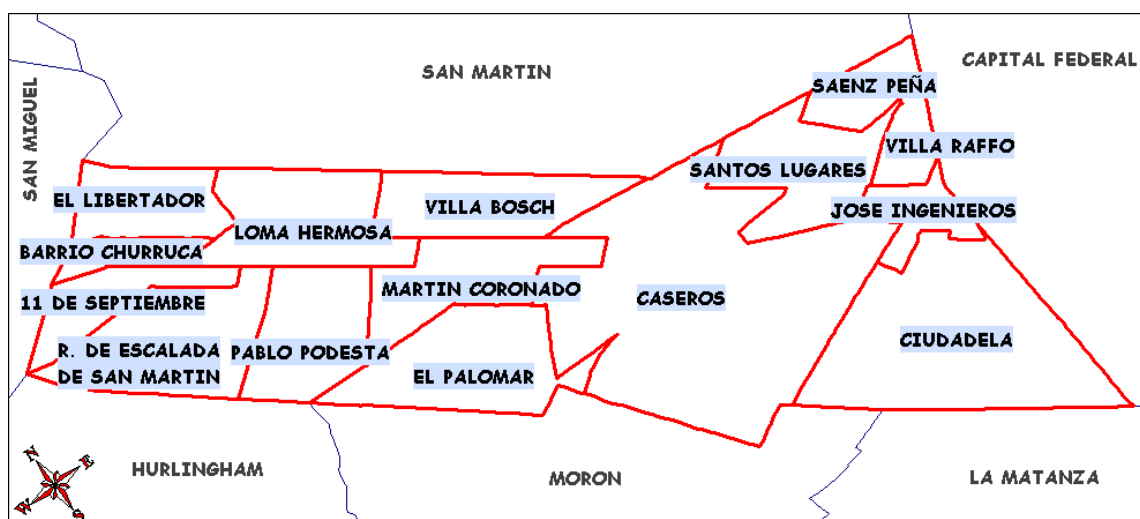 SAN MARTIN
CAPITAL FEDERAL
SAN MIGUEL
SAENZ PEÑA
VILLA RAFFO
SANTOS LUGARES
EL LIBERTADOR
VILLA BOSCH
JOSE INGENIEROS
LOMA HERMOSA
BARRIO CHURRUCA
MARTIN CORONADO
11 DE SEPTIEMBRE
CASEROS
CIUDADELA
R. DE ESCALADA
DE SAN MARTIN
PABLO PODESTA
EL PALOMAR
HURLINGHAM
MORON
LA MATANZA
N
E
W
S